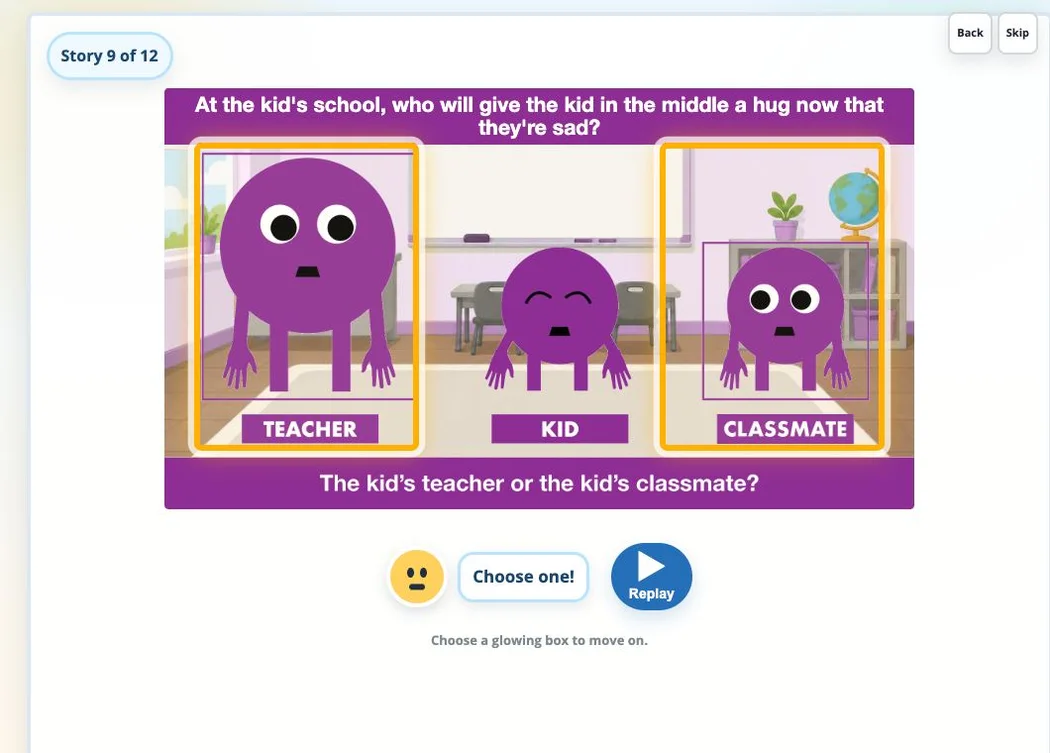 Back
Skip
Story 9 of 12
At the kid's school, who will give the kid in the middle a hug now that
they're sad?
TEACHER
KID
CLASSMATE
The kid’s teacher or the kid’s classmate?
Choose one!
Replay
Choose a glowing box to move on.